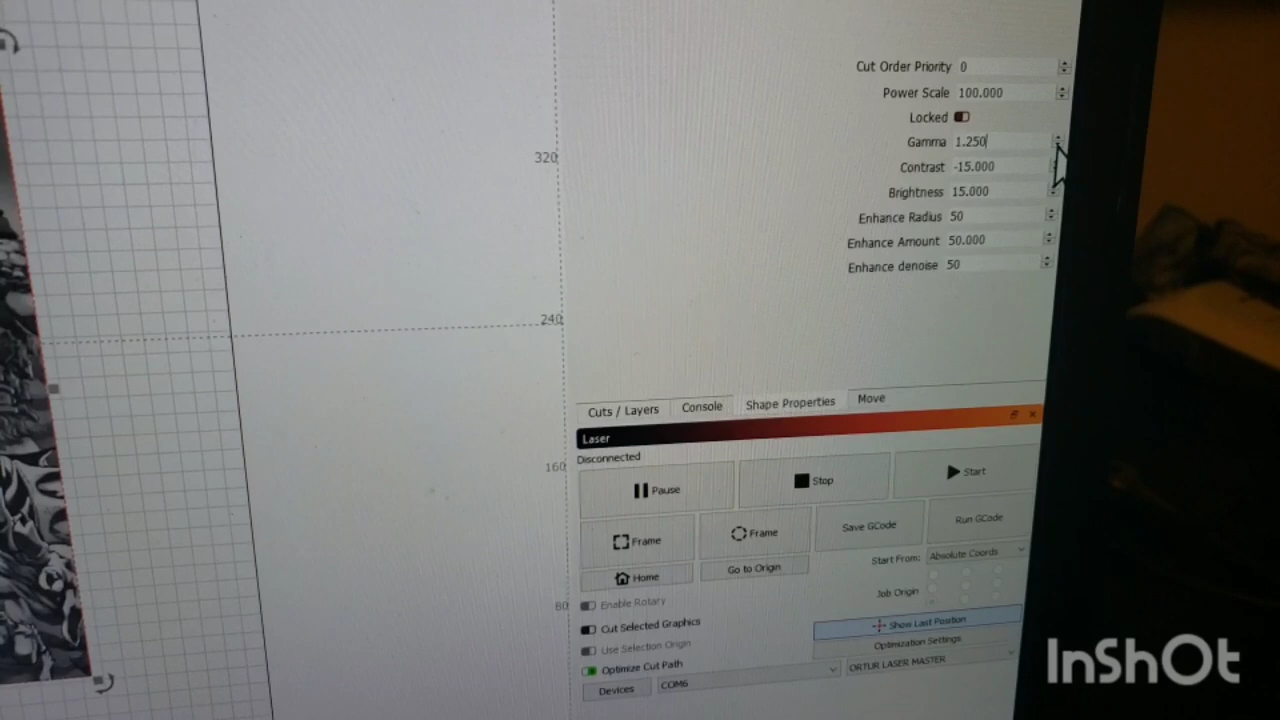 Cut Order Priority 0
Power Scale 100.000
Locked
Gamma 1.250
320
Contrast -15.000
Brightness 15.000
Enhance Radius 50
Enhance Amount 50.000
Enhance denoise 50
240
Cuts / Layers Console Shape Properties Move
Laser
Disconnected
160
Pause Stop Start
Frame Frame Save GCode Run GCode
Home Go to Origin Start From: Absolute Coords
80 Enable Rotary Job Origin
Cut Selected Graphics Show Last Position
Use Selection Origin Optimization Settings
Optimize Cut Path
Devices COM6 ORTUR LASER MASTER
InShOt